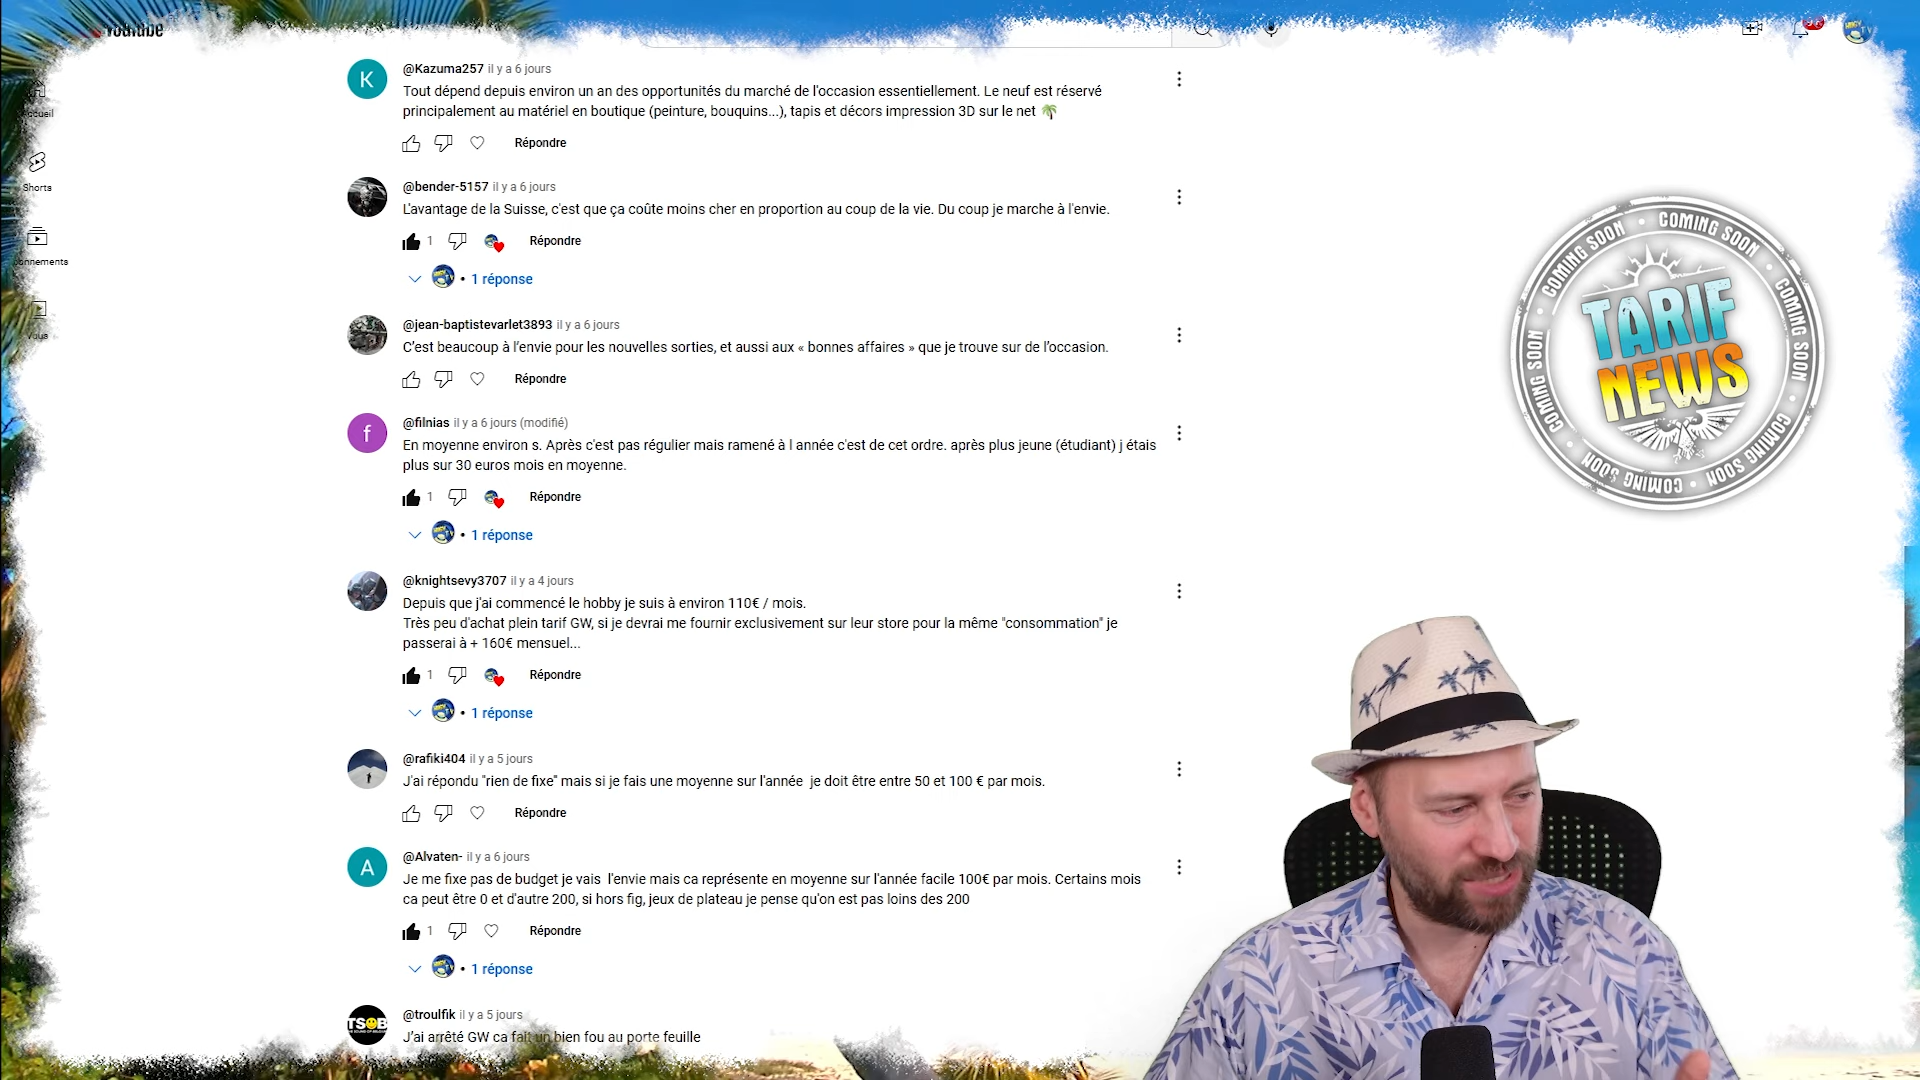 YouTube
Accueil
Shorts
onnements
Vous
K
@Kazuma257 il y a 6 jours
Tout dépend depuis environ un an des opportunités du marché de l'occasion essentiellement. Le neuf est réservé
principalement au matériel en boutique (peinture, bouquins...), tapis et décors impression 3D sur le net 🌴
Répondre
@bender-5157 il y a 6 jours
L'avantage de la Suisse, c'est que ça coûte moins cher en proportion au coup de la vie. Du coup je marche à l'envie.
1 Répondre
• 1 réponse
@jean-baptistevarlet3893 il y a 6 jours
C'est beaucoup à l'envie pour les nouvelles sorties, et aussi aux « bonnes affaires » que je trouve sur de l'occasion.
Répondre
f
@filnias il y a 6 jours (modifié)
En moyenne environ s. Après c'est pas régulier mais ramené à l année c'est de cet ordre. après plus jeune (étudiant) j étais
plus sur 30 euros mois en moyenne.
1 Répondre
• 1 réponse
@knightsevy3707 il y a 4 jours
Depuis que j'ai commencé le hobby je suis à environ 110€ / mois.
Très peu d'achat plein tarif GW, si je devrai me fournir exclusivement sur leur store pour la même "consommation" je
passerai à + 160€ mensuel...
1 Répondre
• 1 réponse
@rafiki404 il y a 5 jours
J'ai répondu "rien de fixe" mais si je fais une moyenne sur l'année je doit être entre 50 et 100 € par mois.
Répondre
A
@Alvaten- il y a 6 jours
Je me fixe pas de budget je vais l'envie mais ca représente en moyenne sur l'année facile 100€ par mois. Certains mois
ca peut être 0 et d'autre 200, si hors fig, jeux de plateau je pense qu'on est pas loins des 200
1 Répondre
• 1 réponse
TSOB
@troulfik il y a 5 jours
J'ai arrêté GW ca fait un bien fou au porte feuille
COMING SOON • COMING SOON • COMING SOON • COMING SOON • COMING SOON • COMING SOON
TARIF
NEWS